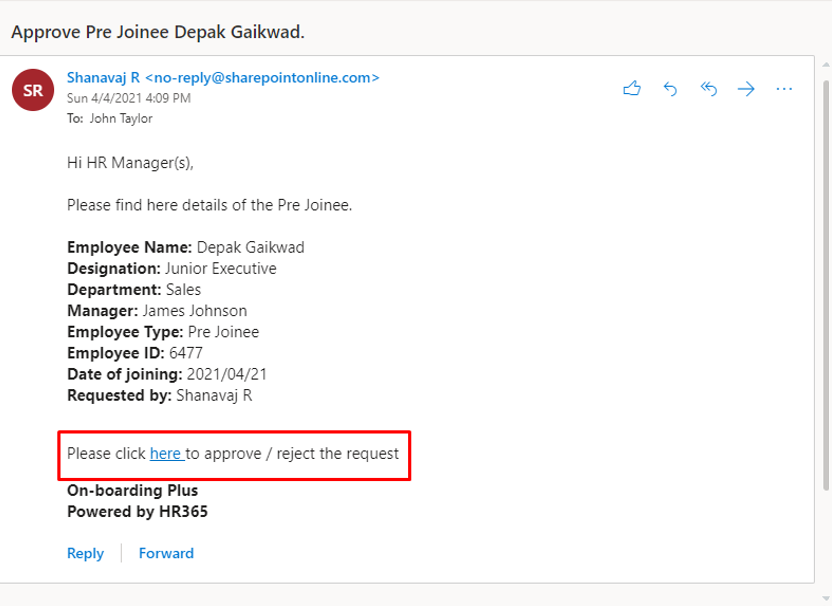 Approve Pre Joinee Depak Gaikwad.
SR
Shanavaj R <no-reply@sharepointonline.com>
Sun 4/4/2021 4:09 PM
To: John Taylor
Hi HR Manager(s),
Please find here details of the Pre Joinee.
Employee Name: Depak Gaikwad
Designation: Junior Executive
Department: Sales
Manager: James Johnson
Employee Type: Pre Joinee
Employee ID: 6477
Date of joining: 2021/04/21
Requested by: Shanavaj R
Please click here to approve / reject the request
On-boarding Plus
Powered by HR365
Reply Forward